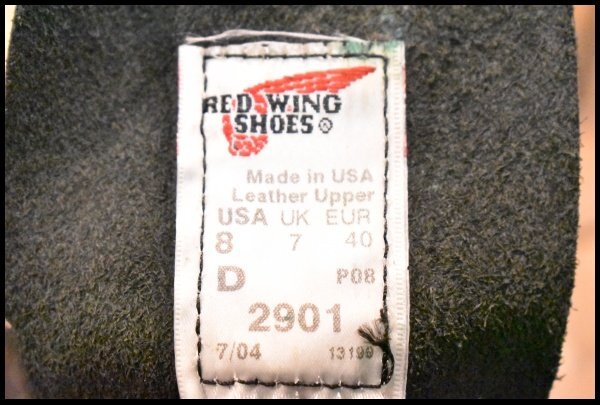 RED WING
SHOES®
Made in USA
Leather Upper
USA UK EUR
8 7 40
D P08
2901
7/04 13199